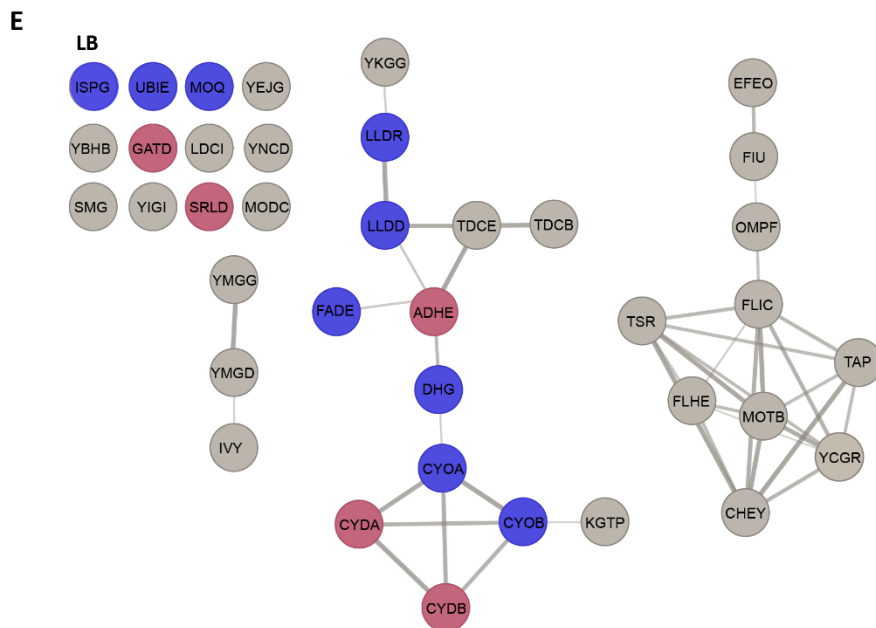 E
LB
ISPG UBIE MOQ YEJG
YBHB GATD LDCI YNCD
SMG YIGI SRLD MODC
YMGG
YMGD
IVY
YKGG
LLDR
LLDD TDCE TDCB
FADE ADHE
DHG
CYOA
CYDA CYOB KGTP
CYDB
EFEO
FIU
OMPF
FLIC
TSR
TAP
FLHE
MOTB
YCGR
CHEY